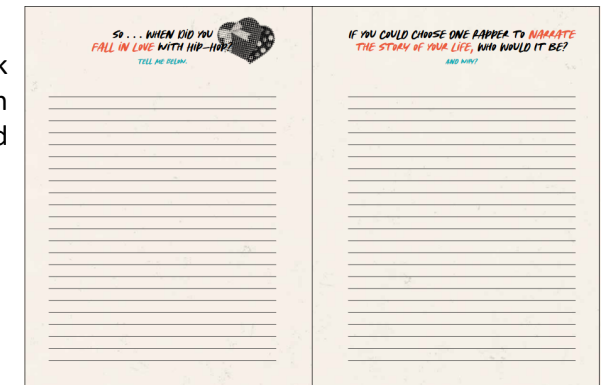 k
n
d
SO . . . WHEN DID YOU
FALL IN LOVE WITH HIP-HOP?
TELL ME BELOW.
IF YOU COULD CHOOSE ONE RAPPER TO NARRATE
THE STORY OF YOUR LIFE, WHO WOULD IT BE?
AND WHY?